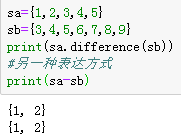 sa={1,2,3,4,5}
sb={3,4,5,6,7,8,9}
print(sa.difference(sb))
#另一种表达方式
print(sa-sb)
{1, 2}
{1, 2}